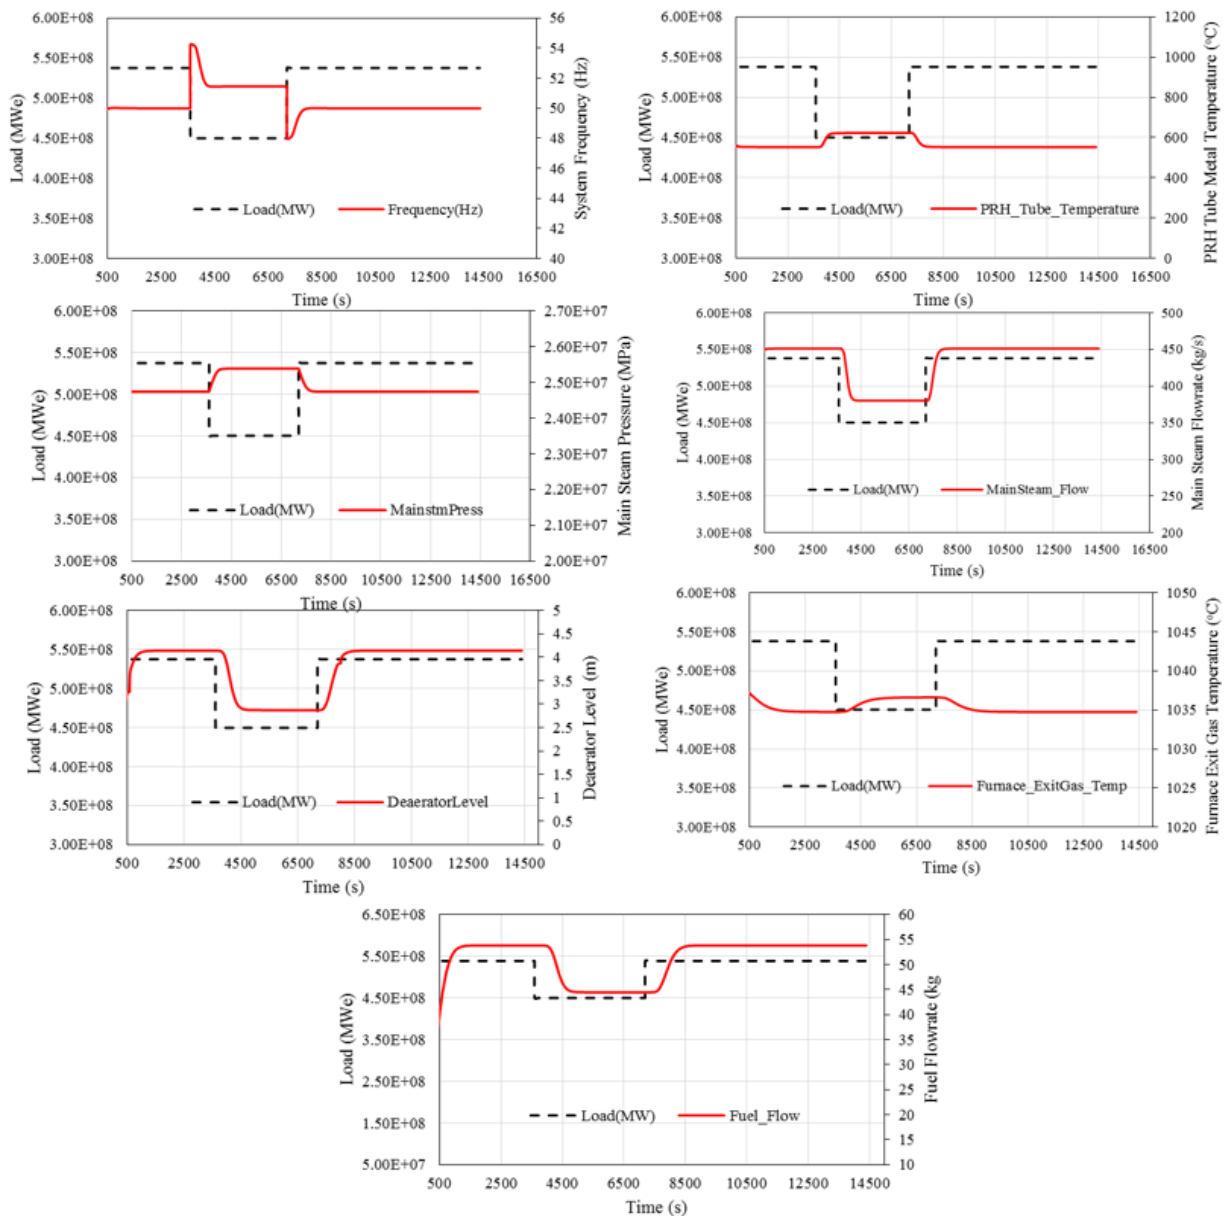 6.00E+08
5.50E+08
5.00E+08
4.50E+08
4.00E+08
3.50E+08
3.00E+08
Load (MWe)
56
54
52
50
48
46
44
42
40
System Frequency (Hz)
Load(MW) Frequency(Hz)
500 2500 4500 6500 8500 10500 12500 14500 16500
Time (s)
6.00E+08
5.50E+08
5.00E+08
4.50E+08
4.00E+08
3.50E+08
3.00E+08
Load (MWe)
1200
1000
800
600
400
200
0
PRH Tube Metal Temperature (°C)
Load(MW) PRH_Tube_Temperature
500 2500 4500 6500 8500 10500 12500 14500 16500
Time (s)
6.00E+08
5.50E+08
5.00E+08
4.50E+08
4.00E+08
3.50E+08
3.00E+08
Load (MWe)
2.70E+07
2.60E+07
2.50E+07
2.40E+07
2.30E+07
2.20E+07
2.10E+07
2.00E+07
Main Steam Pressure (MPa)
Load(MW) MainstmPress
500 2500 4500 6500 8500 10500 12500 14500 16500
Time (s)
6.00E+08
5.50E+08
5.00E+08
4.50E+08
4.00E+08
3.50E+08
3.00E+08
Load (MWe)
500
450
400
350
300
250
200
Main Steam Flowrate (kg/s)
Load(MW) MainSteam_Flow
500 2500 4500 6500 8500 10500 12500 14500 16500
Time (s)
6.00E+08
5.50E+08
5.00E+08
4.50E+08
4.00E+08
3.50E+08
3.00E+08
Load (MWe)
5
4.5
4
3.5
3
2.5
2
1.5
1
0.5
0
Deaerator Level (m)
Load(MW) DeaeratorLevel
500 2500 4500 6500 8500 10500 12500 14500
Time (s)
6.00E+08
5.50E+08
5.00E+08
4.50E+08
4.00E+08
3.50E+08
3.00E+08
Load (MWe)
1050
1045
1040
1035
1030
1025
1020
Furnace Exit Gas Temperature (°C)
Load(MW) Furnace_ExitGas_Temp
500 2500 4500 6500 8500 10500 12500 14500
Time (s)
6.50E+08
5.50E+08
4.50E+08
3.50E+08
2.50E+08
1.50E+08
5.00E+07
Load (MWe)
60
55
50
45
40
35
30
25
20
15
10
Fuel Flowrate (kg
Load(MW) Fuel_Flow
500 2500 4500 6500 8500 10500 12500 14500
Time (s)